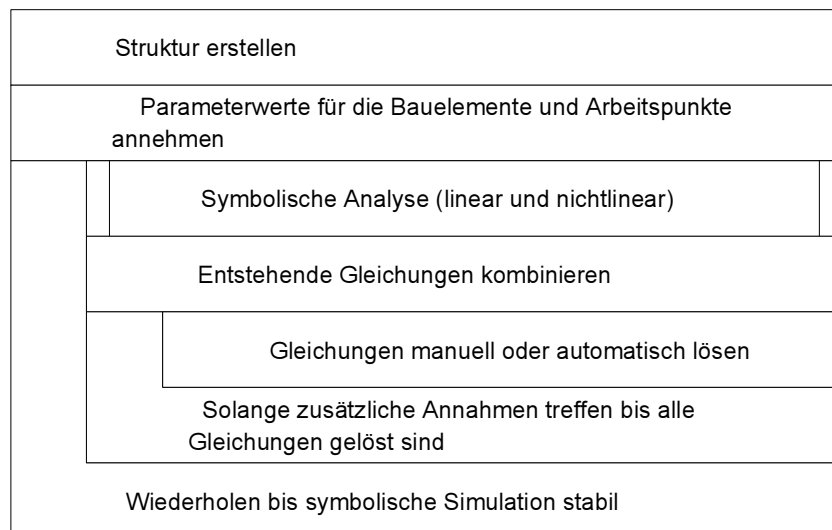 Struktur erstellen
Parameterwerte für die Bauelemente und Arbeitspunkte
annehmen
Symbolische Analyse (linear und nichtlinear)
Entstehende Gleichungen kombinieren
Gleichungen manuell oder automatisch lösen
Solange zusätzliche Annahmen treffen bis alle
Gleichungen gelöst sind
Wiederholen bis symbolische Simulation stabil